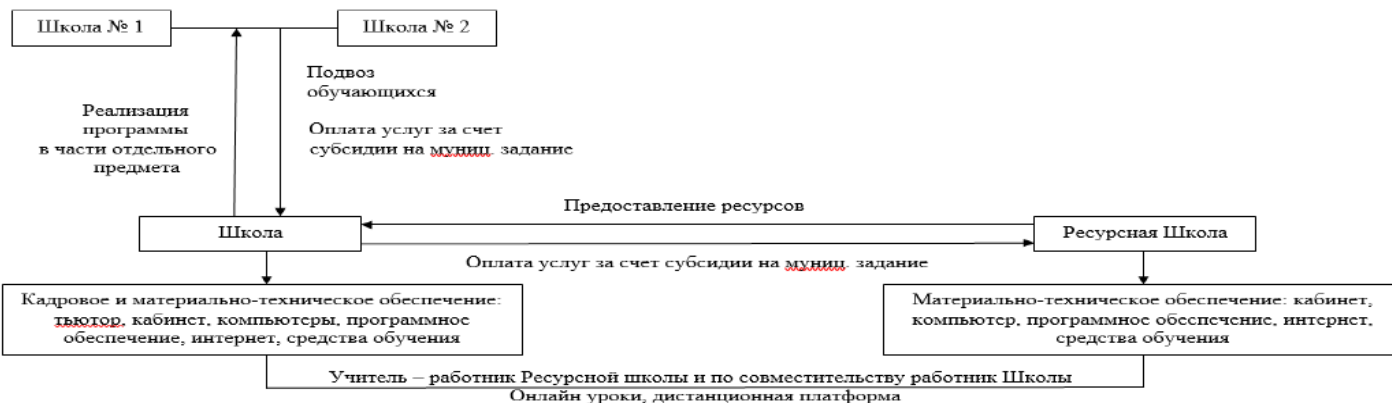 Школа № 1
Школа № 2
Подвоз
обучающихся
Реализация
программы
в части отдельного
предмета
Оплата услуг за счет
субсидии на муниц. задание
Предоставление ресурсов
Школа
Ресурсная Школа
Оплата услуг за счет субсидии на муниц. задание
Кадровое и материально-техническое обеспечение:
тьютор, кабинет, компьютеры, программное
обеспечение, интернет, средства обучения
Материально-техническое обеспечение: кабинет,
компьютер, программное обеспечение, интернет,
средства обучения
Учитель – работник Ресурсной школы и по совместительству работник Школы
Онлайн уроки, дистанционная платформа